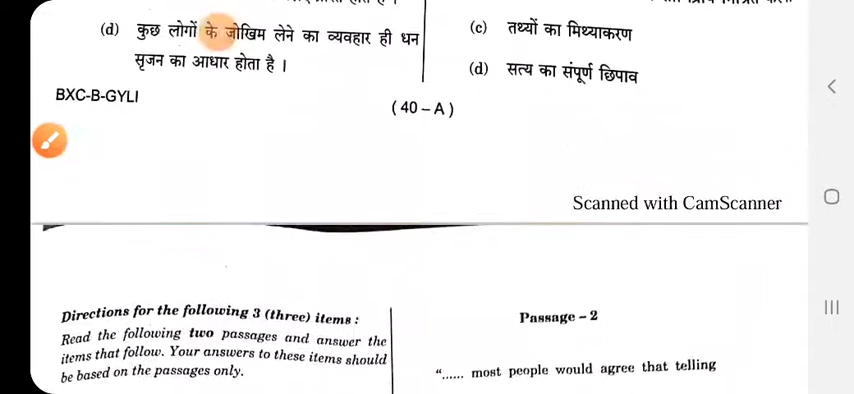 (d) कुछ लोगों के जोखिम लेने का व्यवहार ही धन
सृजन का आधार होता है ।
(c) तथ्यों का मिथ्याकरण
(d) सत्य का संपूर्ण छिपाव
BXC-B-GYLI
( 40 – A )
Scanned with CamScanner
Directions for the following 3 (three) items :
Read the following two passages and answer the
items that follow. Your answers to these items should
be based on the passages only.
Passage – 2
“...... most people would agree that telling